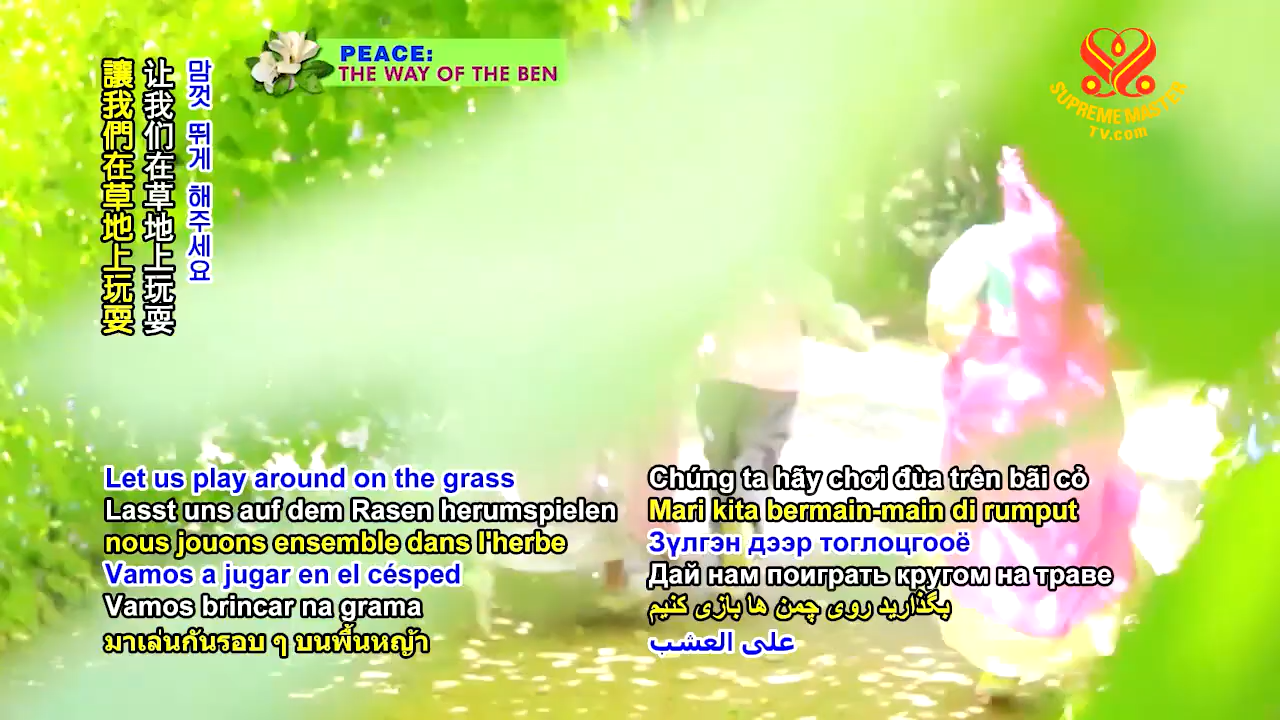 PEACE:
THE WAY OF THE BEN
SUPREME MASTER
TV.com
맘껏 뛰게 해주세요
让我们在草地上玩耍
讓我們在草地上玩耍
Let us play around on the grass
Lasst uns auf dem Rasen herumspielen
nous jouons ensemble dans l'herbe
Vamos a jugar en el césped
Vamos brincar na grama
มาเล่นกันรอบ ๆ บนพื้นหญ้า
Chúng ta hãy chơi đùa trên bãi cỏ
Mari kita bermain-main di rumput
Зүлгэн дээр тоглоцгооё
Дай нам поиграть кругом на траве
بگذارید روی چمن ها بازی کنیم
على العشب